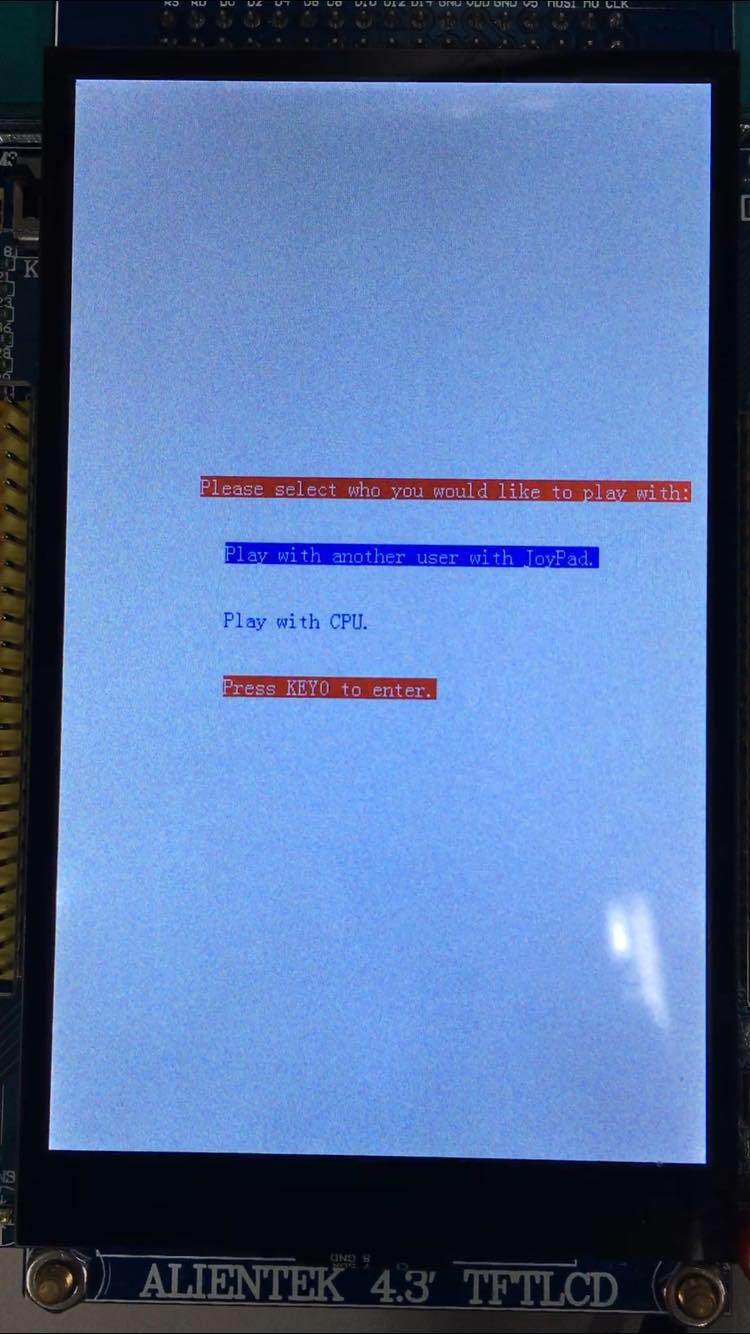 Please select who you would like to play with:
Play with another user with JoyPad.
Play with CPU.
Press KEY0 to enter.
GND
ALIENTEK 4.3' TFTLCD